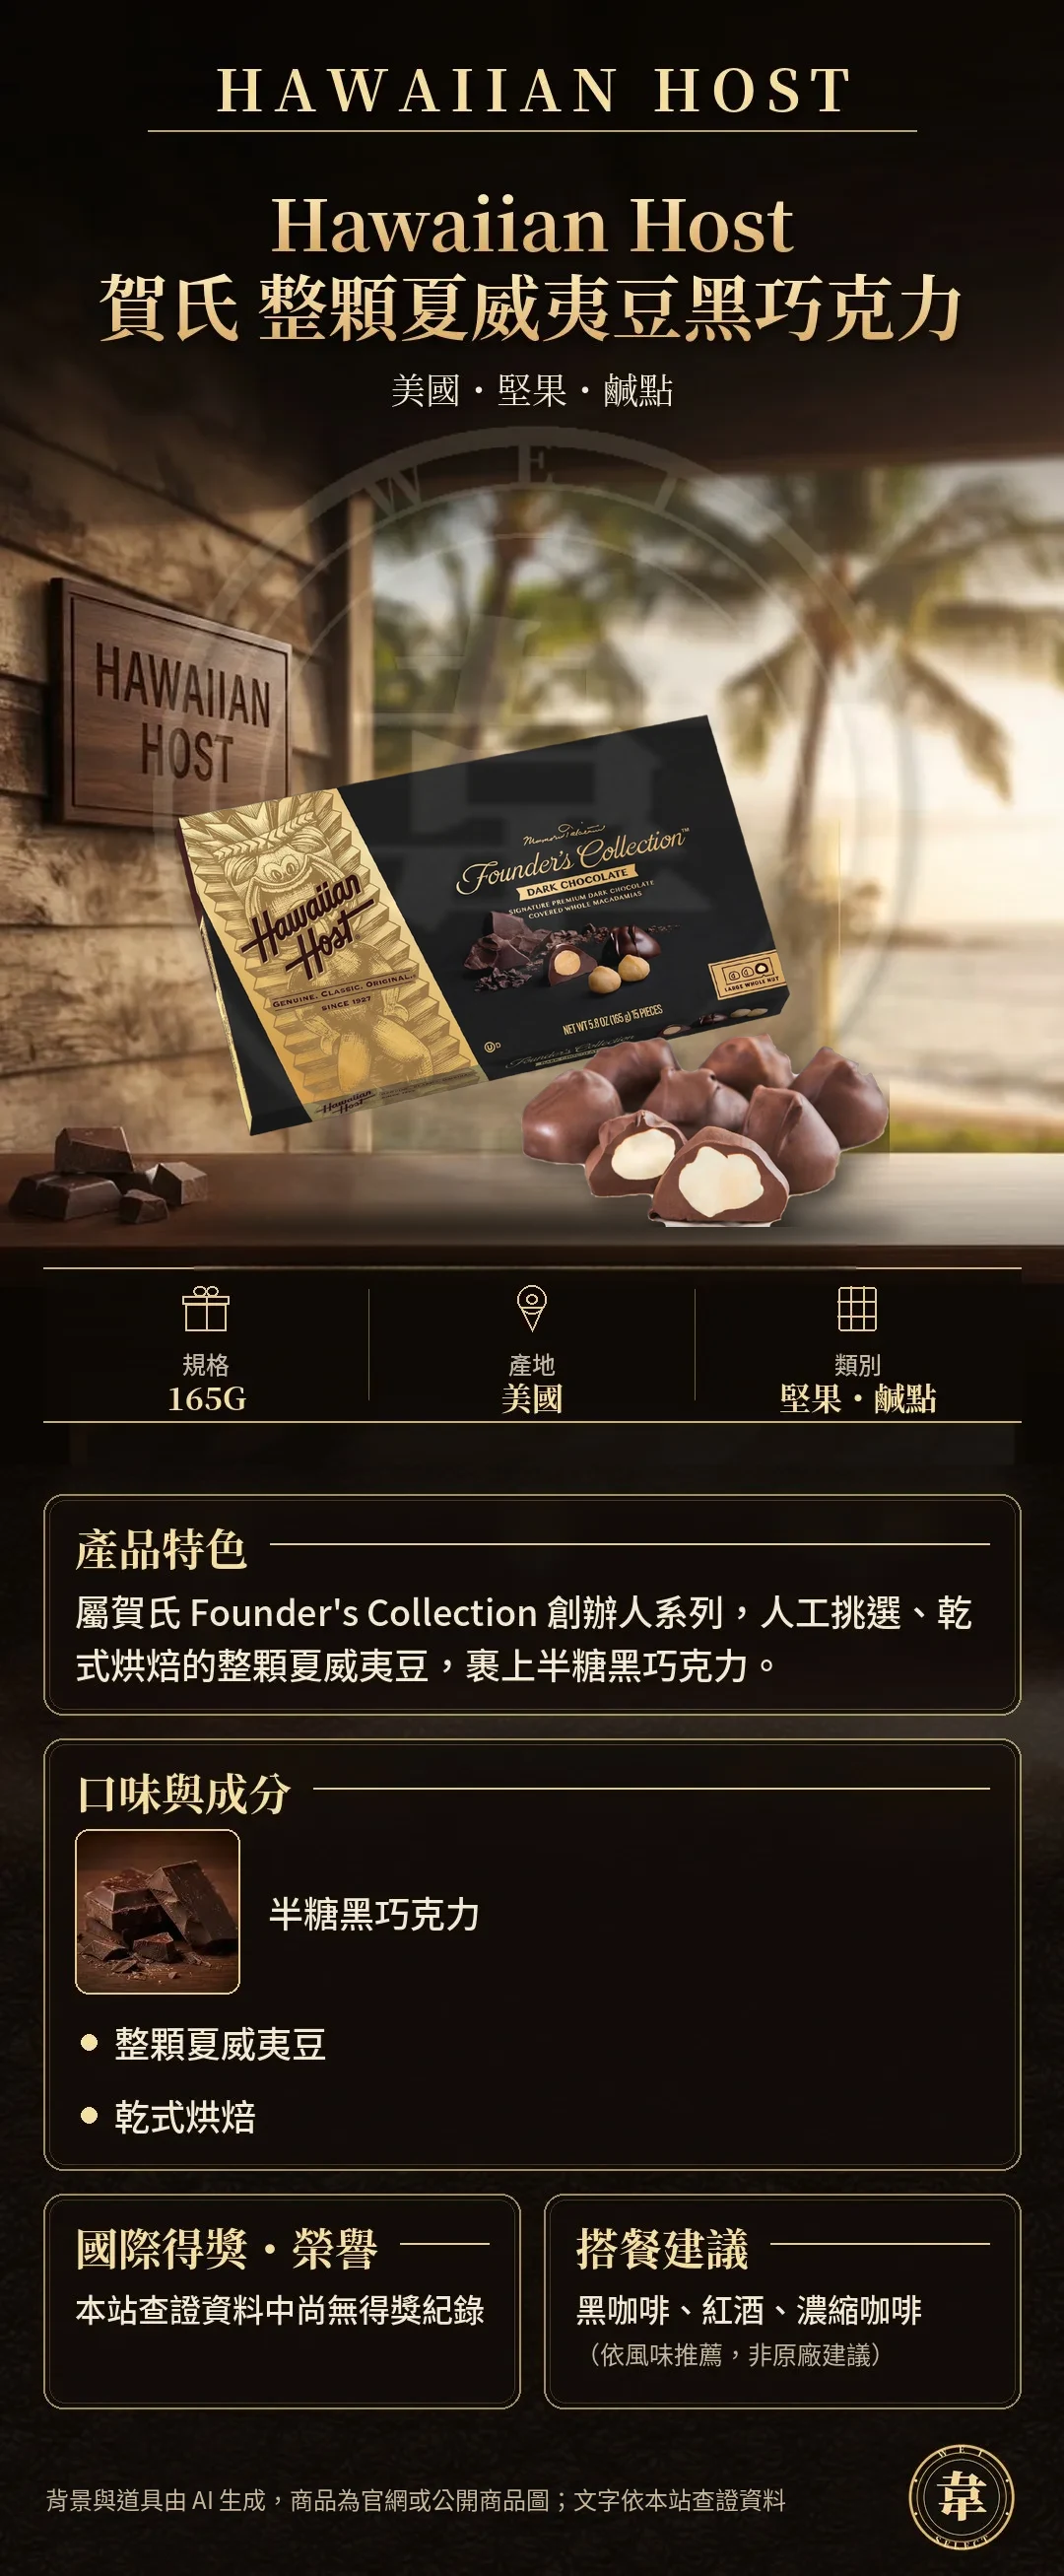 HAWAIIAN HOST
Hawaiian Host
賀氏 整顆夏威夷豆黑巧克力
美國・堅果・鹹點
WEI
HAWAIIAN
HOST
Founder's Collection™
DARK CHOCOLATE
SIGNATURE PREMIUM DARK CHOCOLATE
COVERED WHOLE MACADAMIAS
Hawaiian
Host
GENUINE. CLASSIC. ORIGINAL.
SINCE 1927
LARGE WHOLE NUT
NET WT 5.8 OZ (165 g) 15 PIECES
Founder's Collection
Hawaiian
Host
規格
165G
產地
美國
類別
堅果・鹹點
產品特色
屬賀氏 Founder's Collection 創辦人系列，人工挑選、乾
式烘焙的整顆夏威夷豆，裹上半糖黑巧克力。
口味與成分
半糖黑巧克力
整顆夏威夷豆
乾式烘焙
國際得獎・榮譽
本站查證資料中尚無得獎紀錄
搭餐建議
黑咖啡、紅酒、濃縮咖啡
（依風味推薦，非原廠建議）
背景與道具由 AI 生成，商品為官網或公開商品圖；文字依本站查證資料
WEI
韋
SELECT